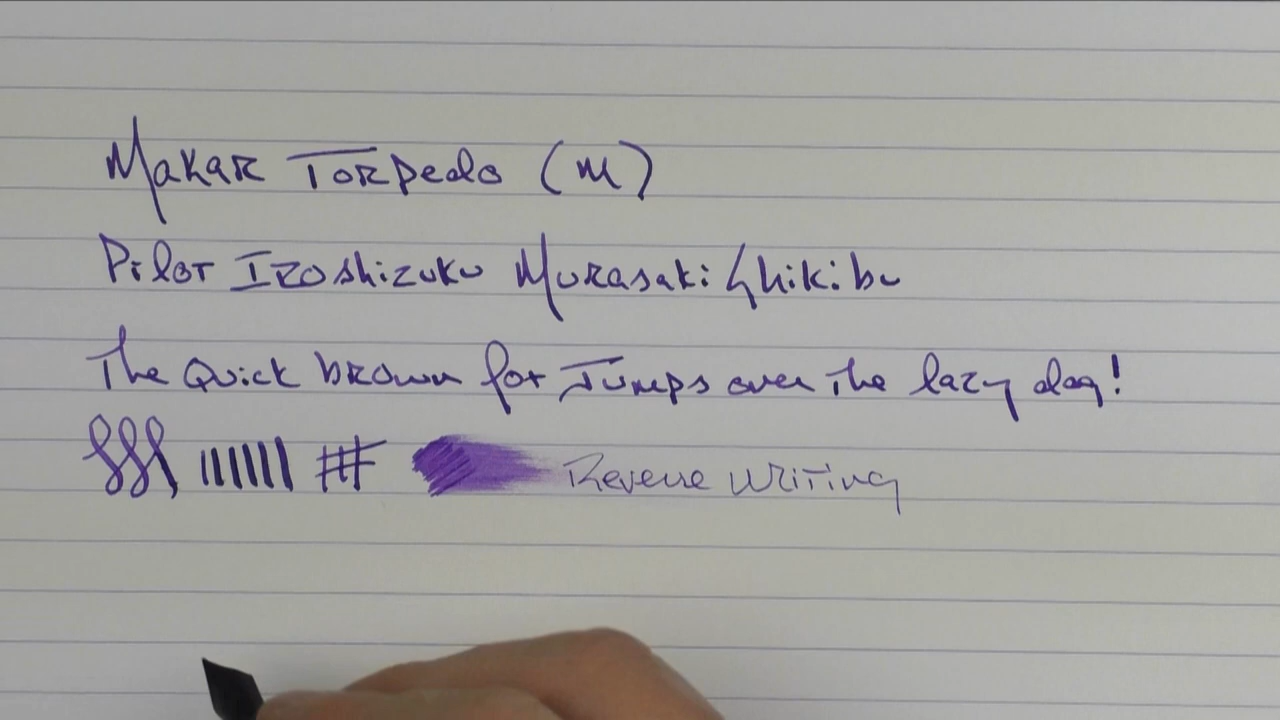 Makar Torpedo (M)
Pilot Iroshizuku Murasaki Shikibu
The Quick brown fox Jumps over The lazy dog!
Reverse Writing